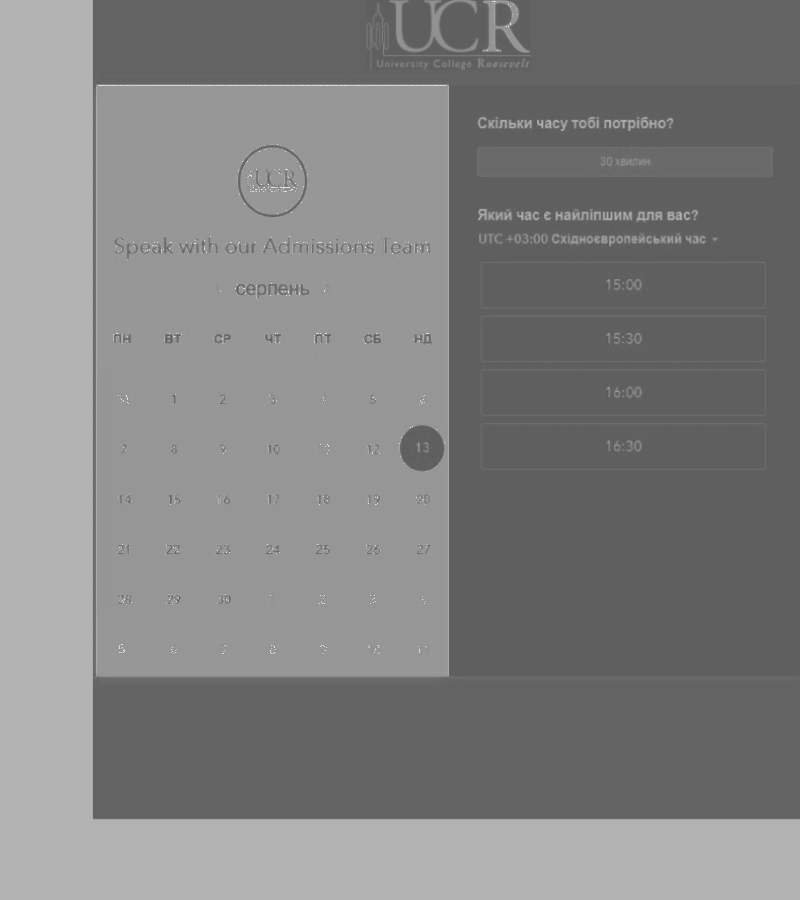 UCR
University College Roosevelt
UCR
Speak with our Admissions Team
серпень
ПН ВТ СР ЧТ ПТ СБ НД
31 1 2 3 4 5 6
7 8 9 10 11 12 13
14 15 16 17 18 19 20
21 22 23 24 25 26 27
28 29 30 1 2 3 4
5 6 7 8 9 10 11
Скільки часу тобі потрібно?
30 хвилин
Який час є найліпшим для вас?
UTC +03:00 Східноєвропейський час
15:00
15:30
16:00
16:30